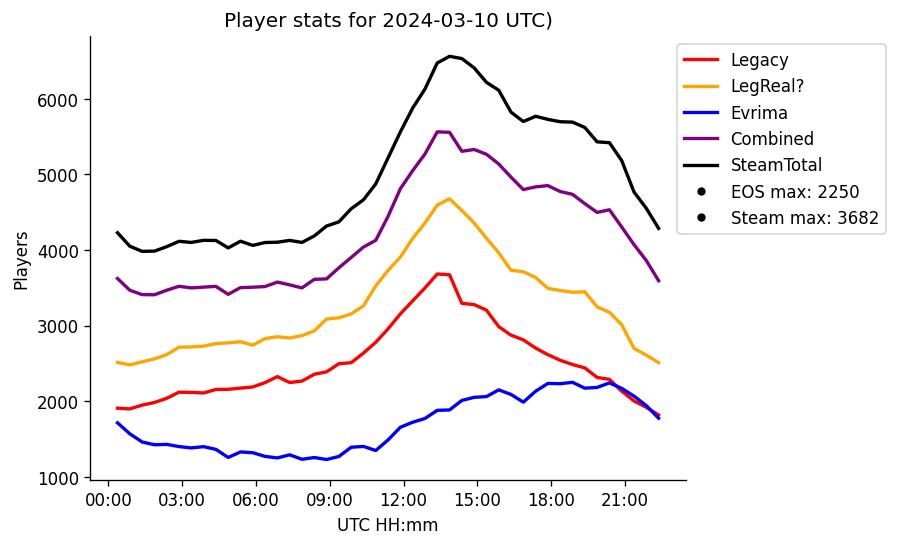 Player stats for 2024-03-10 UTC)
Legacy
LegReal?
Evrima
Combined
SteamTotal
EOS max: 2250
Steam max: 3682
Players
6000
5000
4000
3000
2000
1000
00:00 03:00 06:00 09:00 12:00 15:00 18:00 21:00
UTC HH:mm